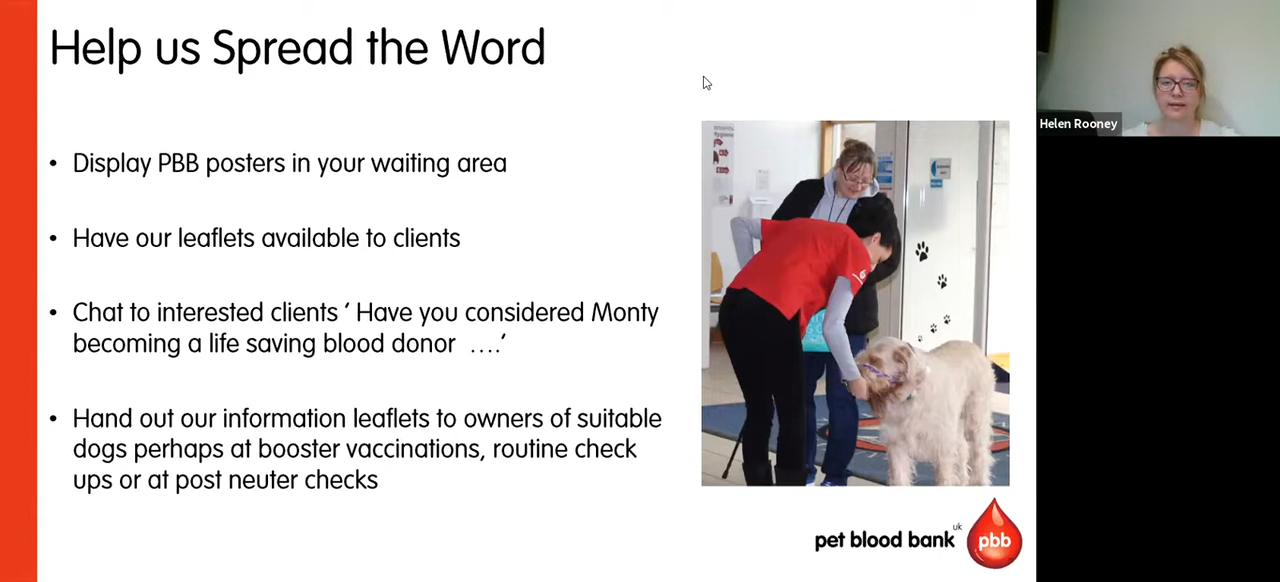 Help us Spread the Word
Helen Rooney
• Display PBB posters in your waiting area
• Have our leaflets available to clients
• Chat to interested clients ‘ Have you considered Monty
becoming a life saving blood donor ….’
• Hand out our information leaflets to owners of suitable
dogs perhaps at booster vaccinations, routine check
ups or at post neuter checks
pet blood bank uk
pbb